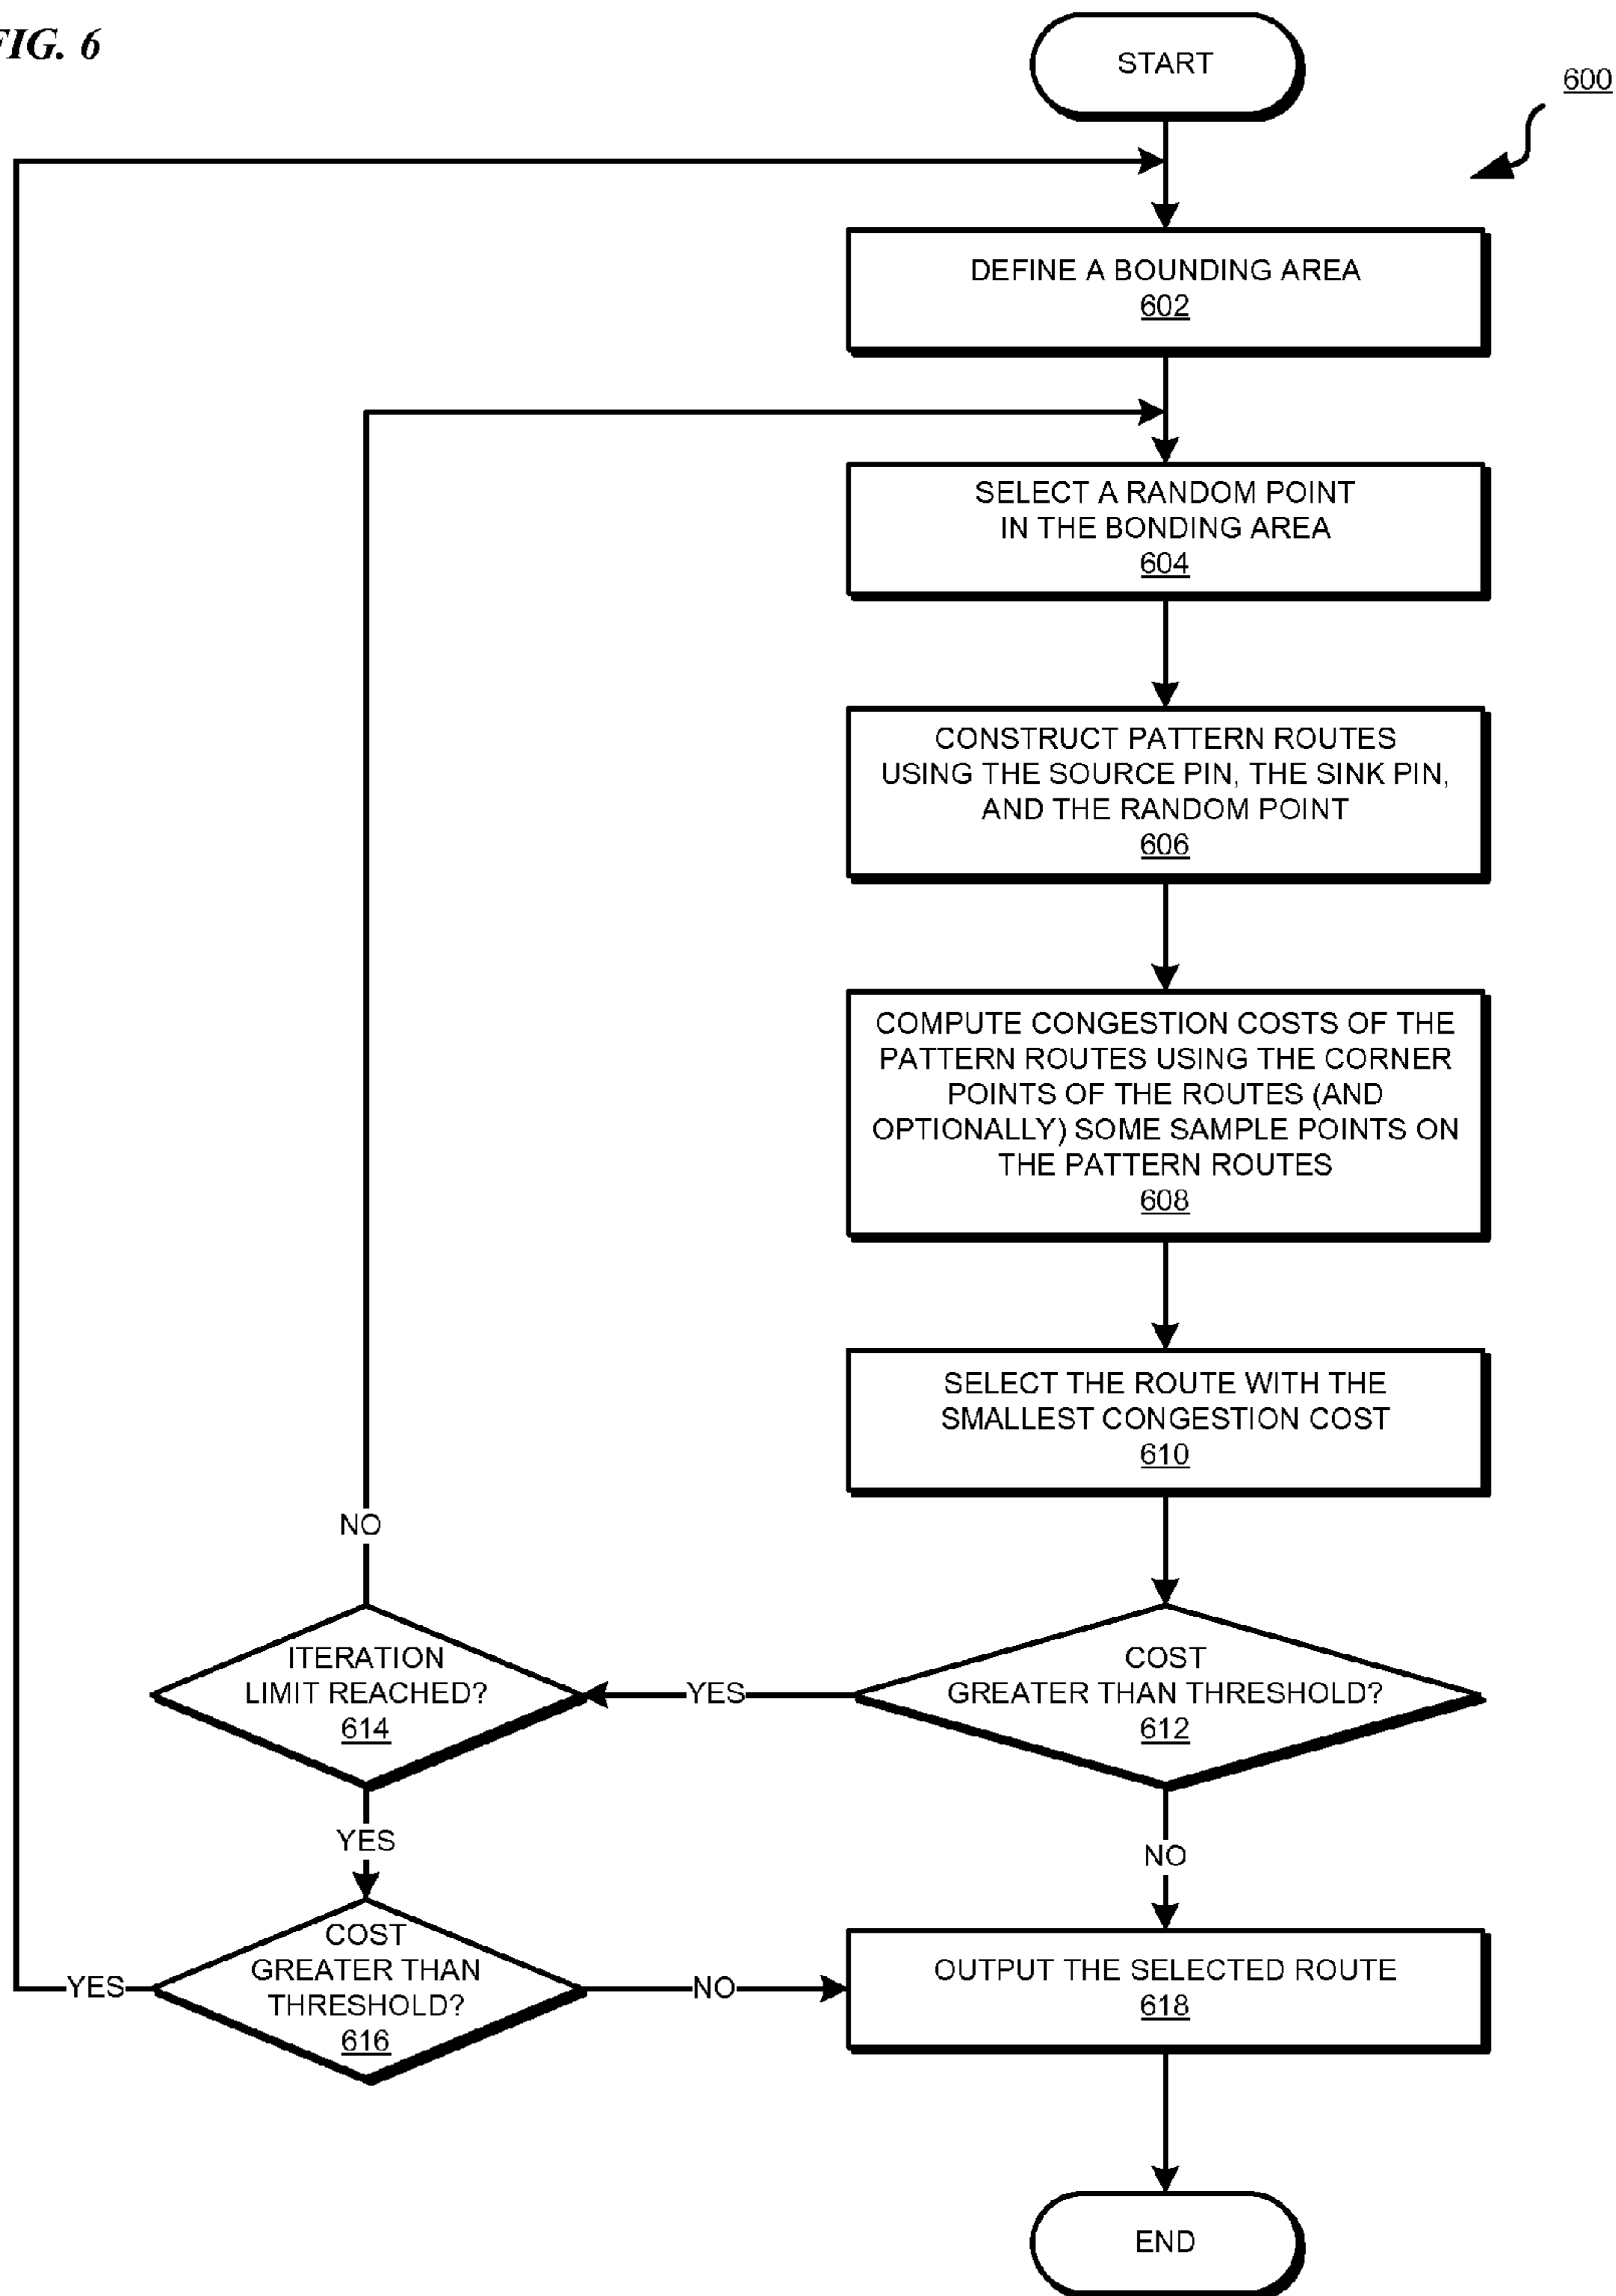 FIG. 6
START
600
DEFINE A BOUNDING AREA
602
SELECT A RANDOM POINT
IN THE BONDING AREA
604
CONSTRUCT PATTERN ROUTES
USING THE SOURCE PIN, THE SINK PIN,
AND THE RANDOM POINT
606
COMPUTE CONGESTION COSTS OF THE
PATTERN ROUTES USING THE CORNER
POINTS OF THE ROUTES (AND
OPTIONALLY) SOME SAMPLE POINTS ON
THE PATTERN ROUTES
608
SELECT THE ROUTE WITH THE
SMALLEST CONGESTION COST
610
NO
ITERATION
LIMIT REACHED?
614
YES
COST
GREATER THAN THRESHOLD?
612
YES
NO
COST
GREATER THAN
THRESHOLD?
616
YES
NO
OUTPUT THE SELECTED ROUTE
618
END